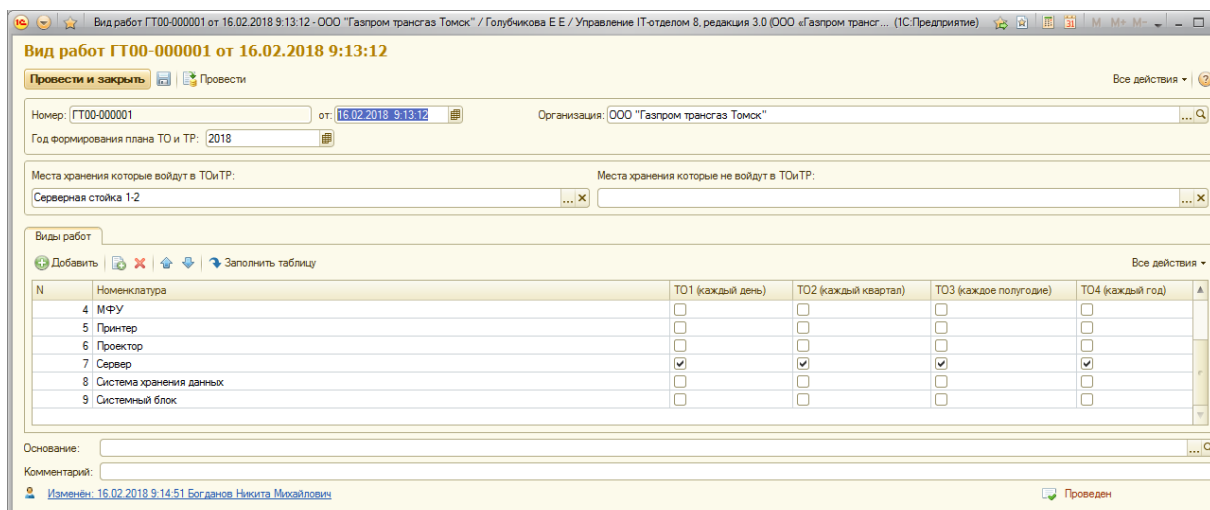 Вид работ ГТ00-000001 от 16.02.2018 9:13:12 - ООО "Газпром трансгаз Томск" / Голубчикова Е Е / Управление IT-отделом 8, редакция 3.0 (ООО «Газпром трансг... (1С:Предприятие) M M+ M-
Вид работ ГТ00-000001 от 16.02.2018 9:13:12
Провести и закрыть Провести Все действия
Номер: ГТ00-000001 от: 16.02.2018 9:13:12 Организация: ООО "Газпром трансгаз Томск"
Год формирования плана ТО и ТР: 2018
Места хранения которые войдут в ТОиТР: Места хранения которые не войдут в ТОиТР:
Серверная стойка 1-2
Виды работ
Добавить Заполнить таблицу Все действия
N Номенклатура ТО1 (каждый день) ТО2 (каждый квартал) ТО3 (каждое полугодие) ТО4 (каждый год)
4 МФУ
5 Принтер
6 Проектор
7 Сервер
8 Система хранения данных
9 Системный блок
Основание:
Комментарий:
Изменён: 16.02.2018 9:14:51 Богданов Никита Михайлович Проведен